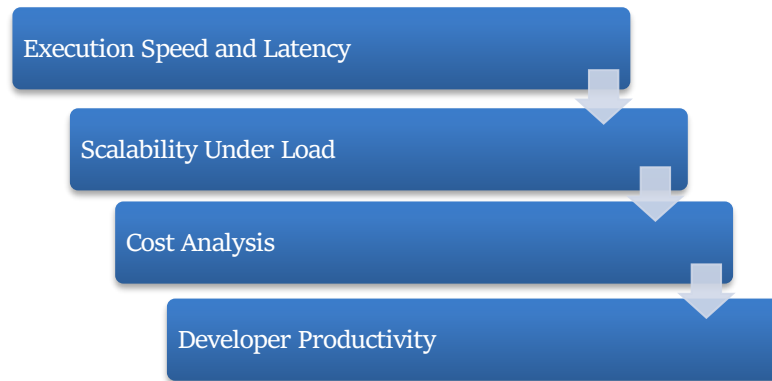 Execution Speed and Latency
Scalability Under Load
Cost Analysis
Developer Productivity